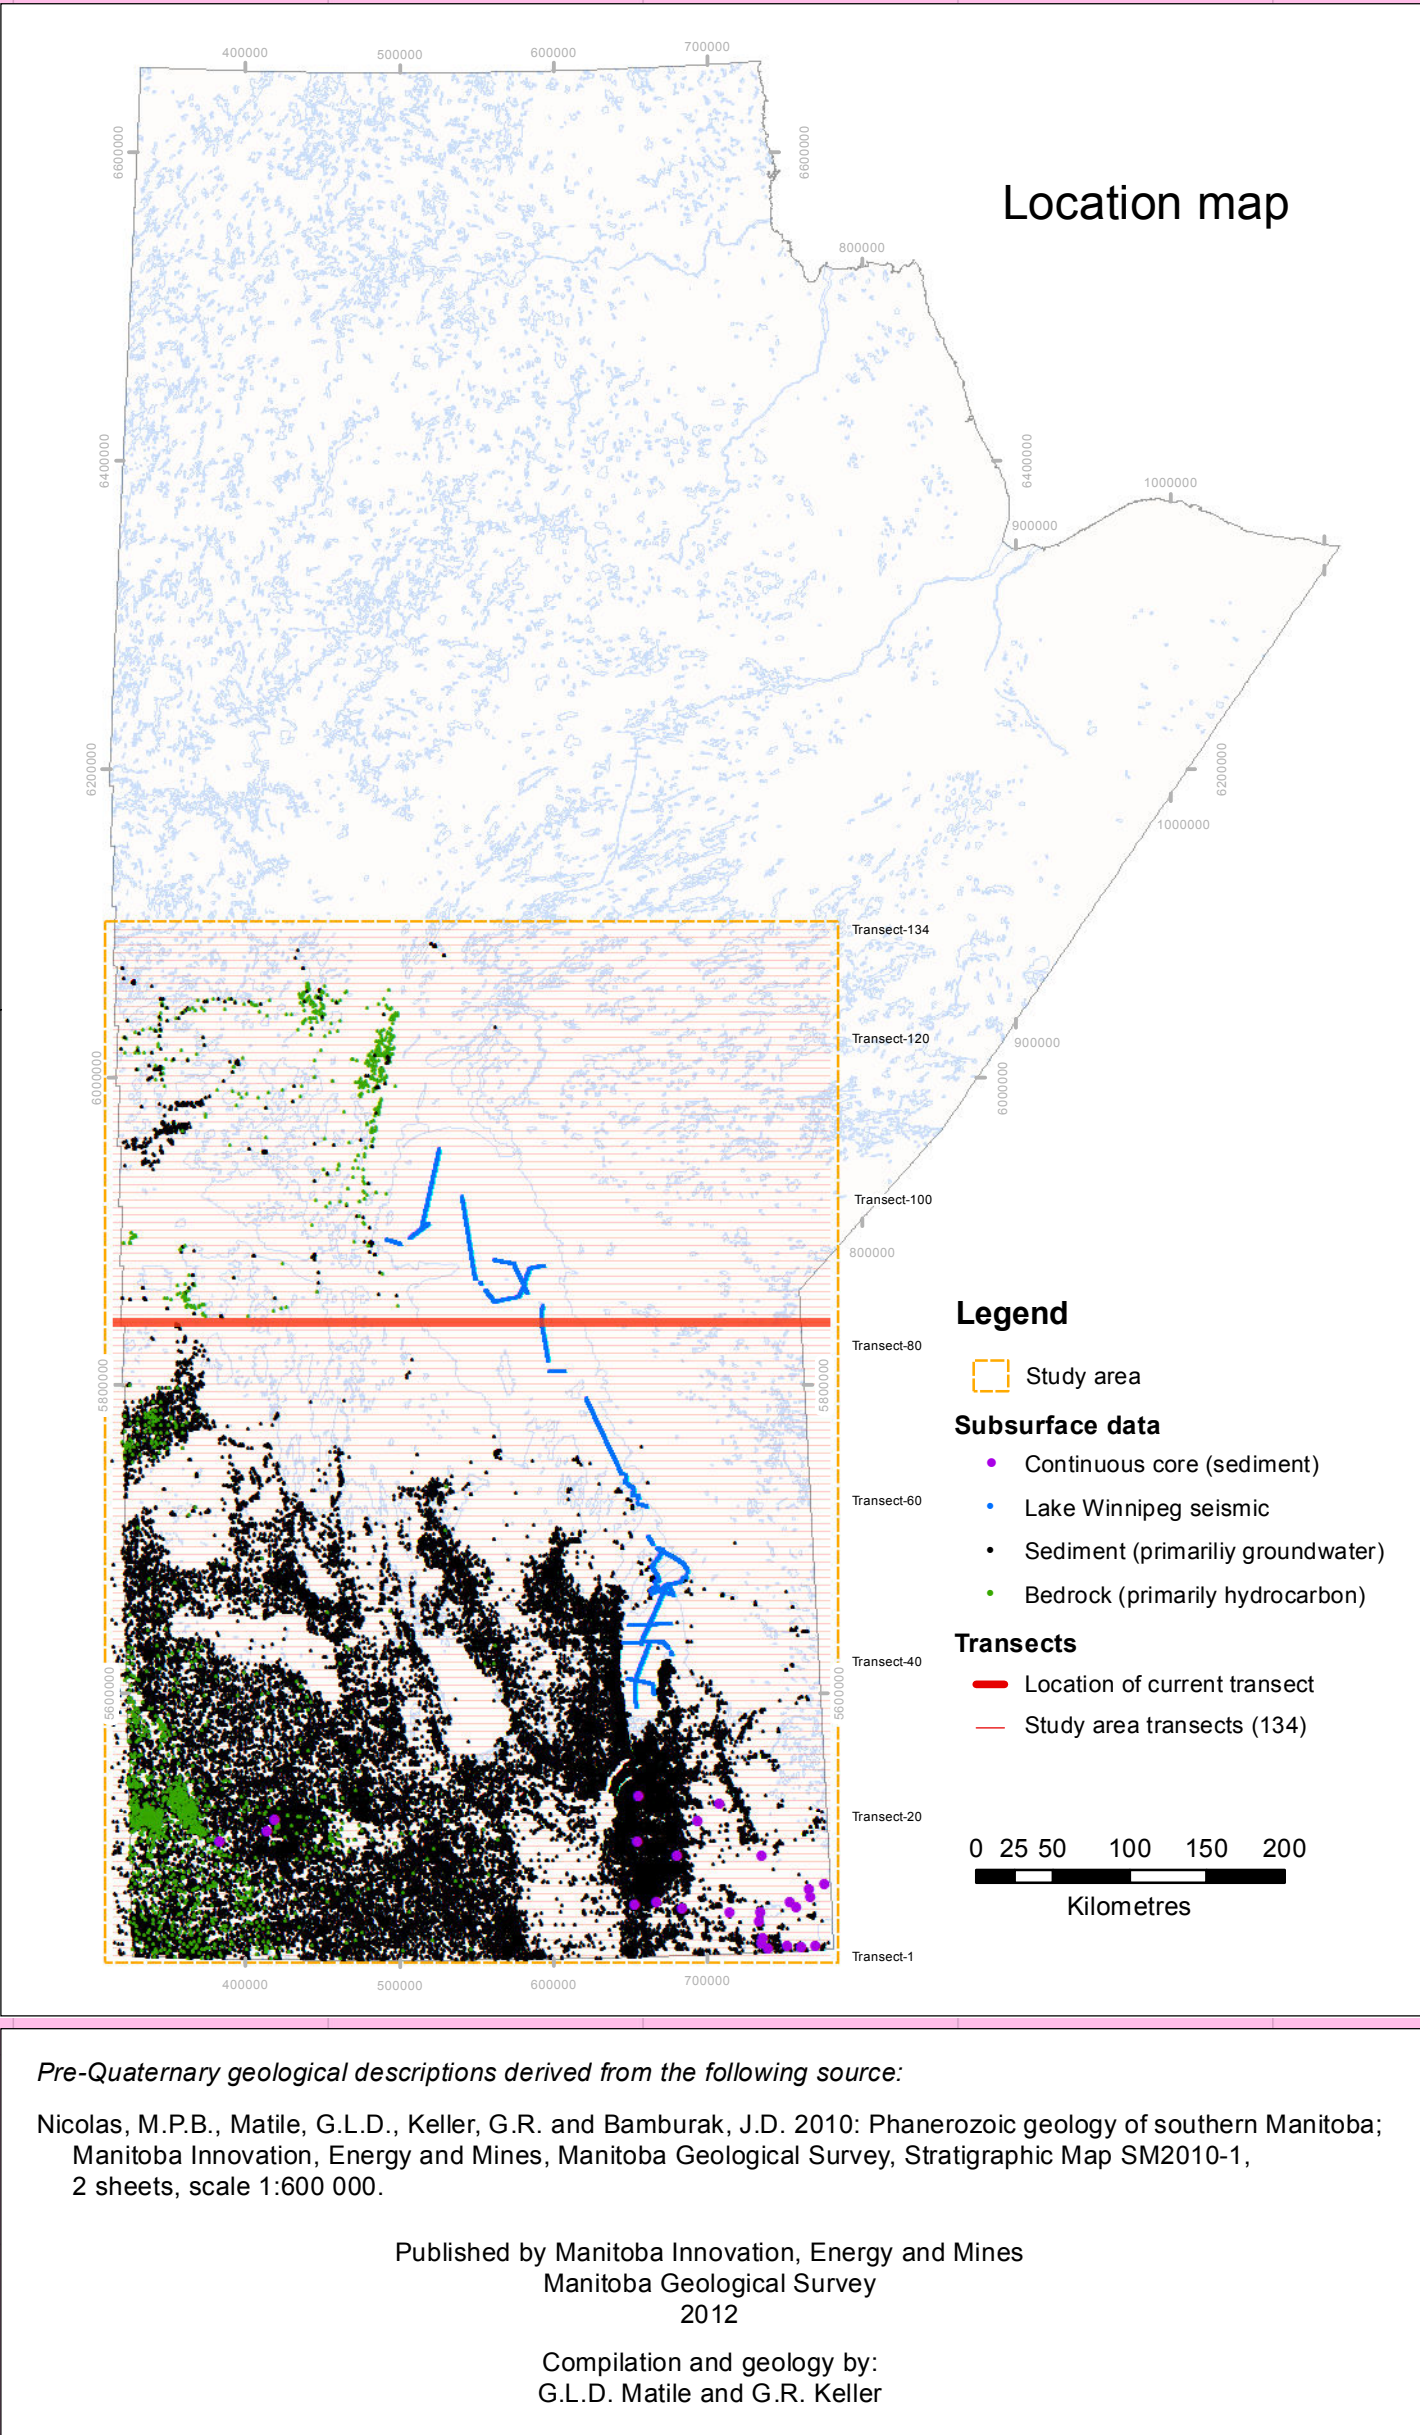 400000
500000
600000
700000
6600000
6600000
Location map
800000
6400000
6400000
1000000
900000
6200000
6200000
1000000
Transect-134
Transect-120
900000
6000000
6000000
Transect-100
800000
Transect-80
5800000
5800000
Transect-60
Transect-40
5600000
5600000
Transect-20
Transect-1
400000
500000
600000
700000
Legend
Study area
Subsurface data
Continuous core (sediment)
Lake Winnipeg seismic
Sediment (primariliy groundwater)
Bedrock (primarily hydrocarbon)
Transects
Location of current transect
Study area transects (134)
0 25 50 100 150 200
Kilometres
Pre-Quaternary geological descriptions derived from the following source:
Nicolas, M.P.B., Matile, G.L.D., Keller, G.R. and Bamburak, J.D. 2010: Phanerozoic geology of southern Manitoba;
Manitoba Innovation, Energy and Mines, Manitoba Geological Survey, Stratigraphic Map SM2010-1,
2 sheets, scale 1:600 000.
Published by Manitoba Innovation, Energy and Mines
Manitoba Geological Survey
2012
Compilation and geology by:
G.L.D. Matile and G.R. Keller